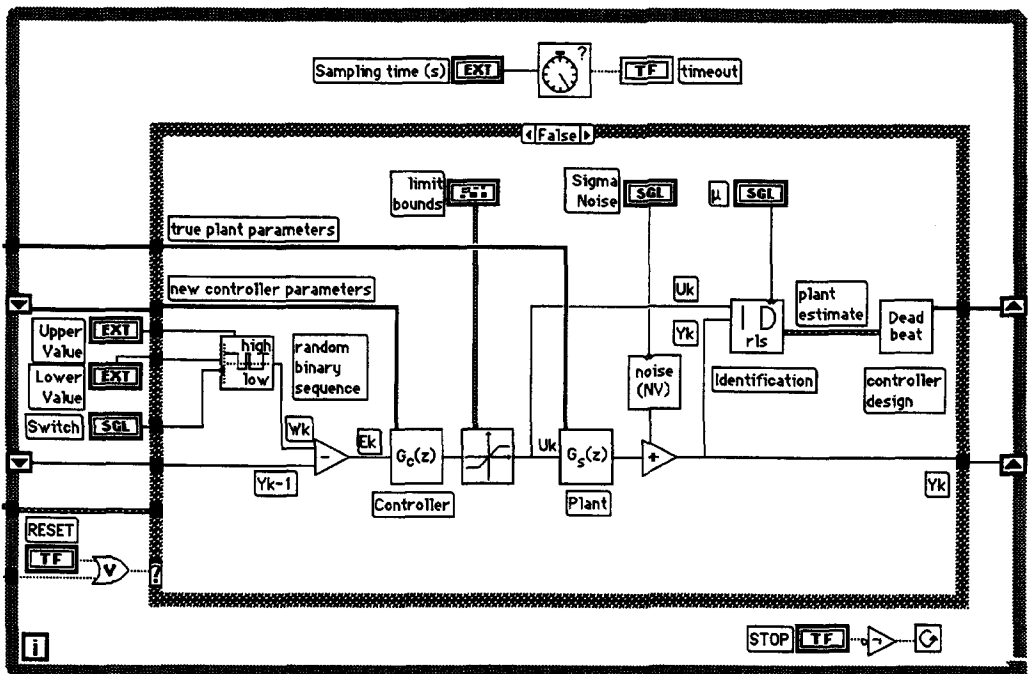 Sampling time (s)
EXT
?
TF
timeout
False
limit
bounds
Sigma
Noise
SGL
μ
SGL
true plant parameters
new controller parameters
Uk
Yk
I D
rls
plant
estimate
Dead
beat
Upper
Value
EXT
Lower
Value
EXT
Switch
SGL
high
low
random
binary
sequence
noise
(NV)
Identification
controller
design
Wk
Ek
-
Yk-1
Gc(z)
Controller
Uk
Gs(z)
Plant
+
Yk
RESET
TF
V
?
i
STOP
TF
¬